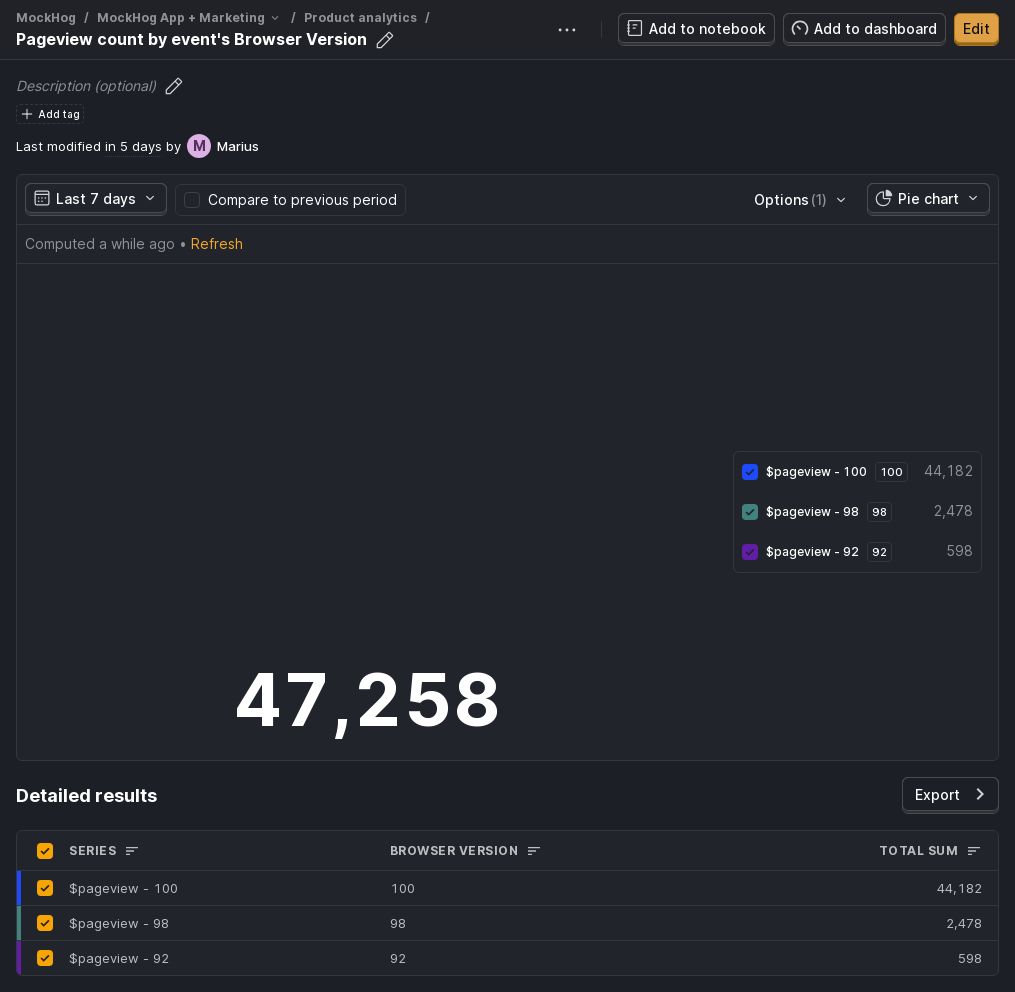 MockHog / MockHog App + Marketing / Product analytics /
Pageview count by event's Browser Version
Add to notebook
Add to dashboard
Edit
Description (optional)
Add tag
Last modified in 5 days by M Marius
Last 7 days
Compare to previous period
Options (1)
Pie chart
Computed a while ago • Refresh
$pageview - 100 100 44,182
$pageview - 98 98 2,478
$pageview - 92 92 598
47,258
Detailed results
Export
SERIES BROWSER VERSION TOTAL SUM
$pageview - 100 100 44,182
$pageview - 98 98 2,478
$pageview - 92 92 598